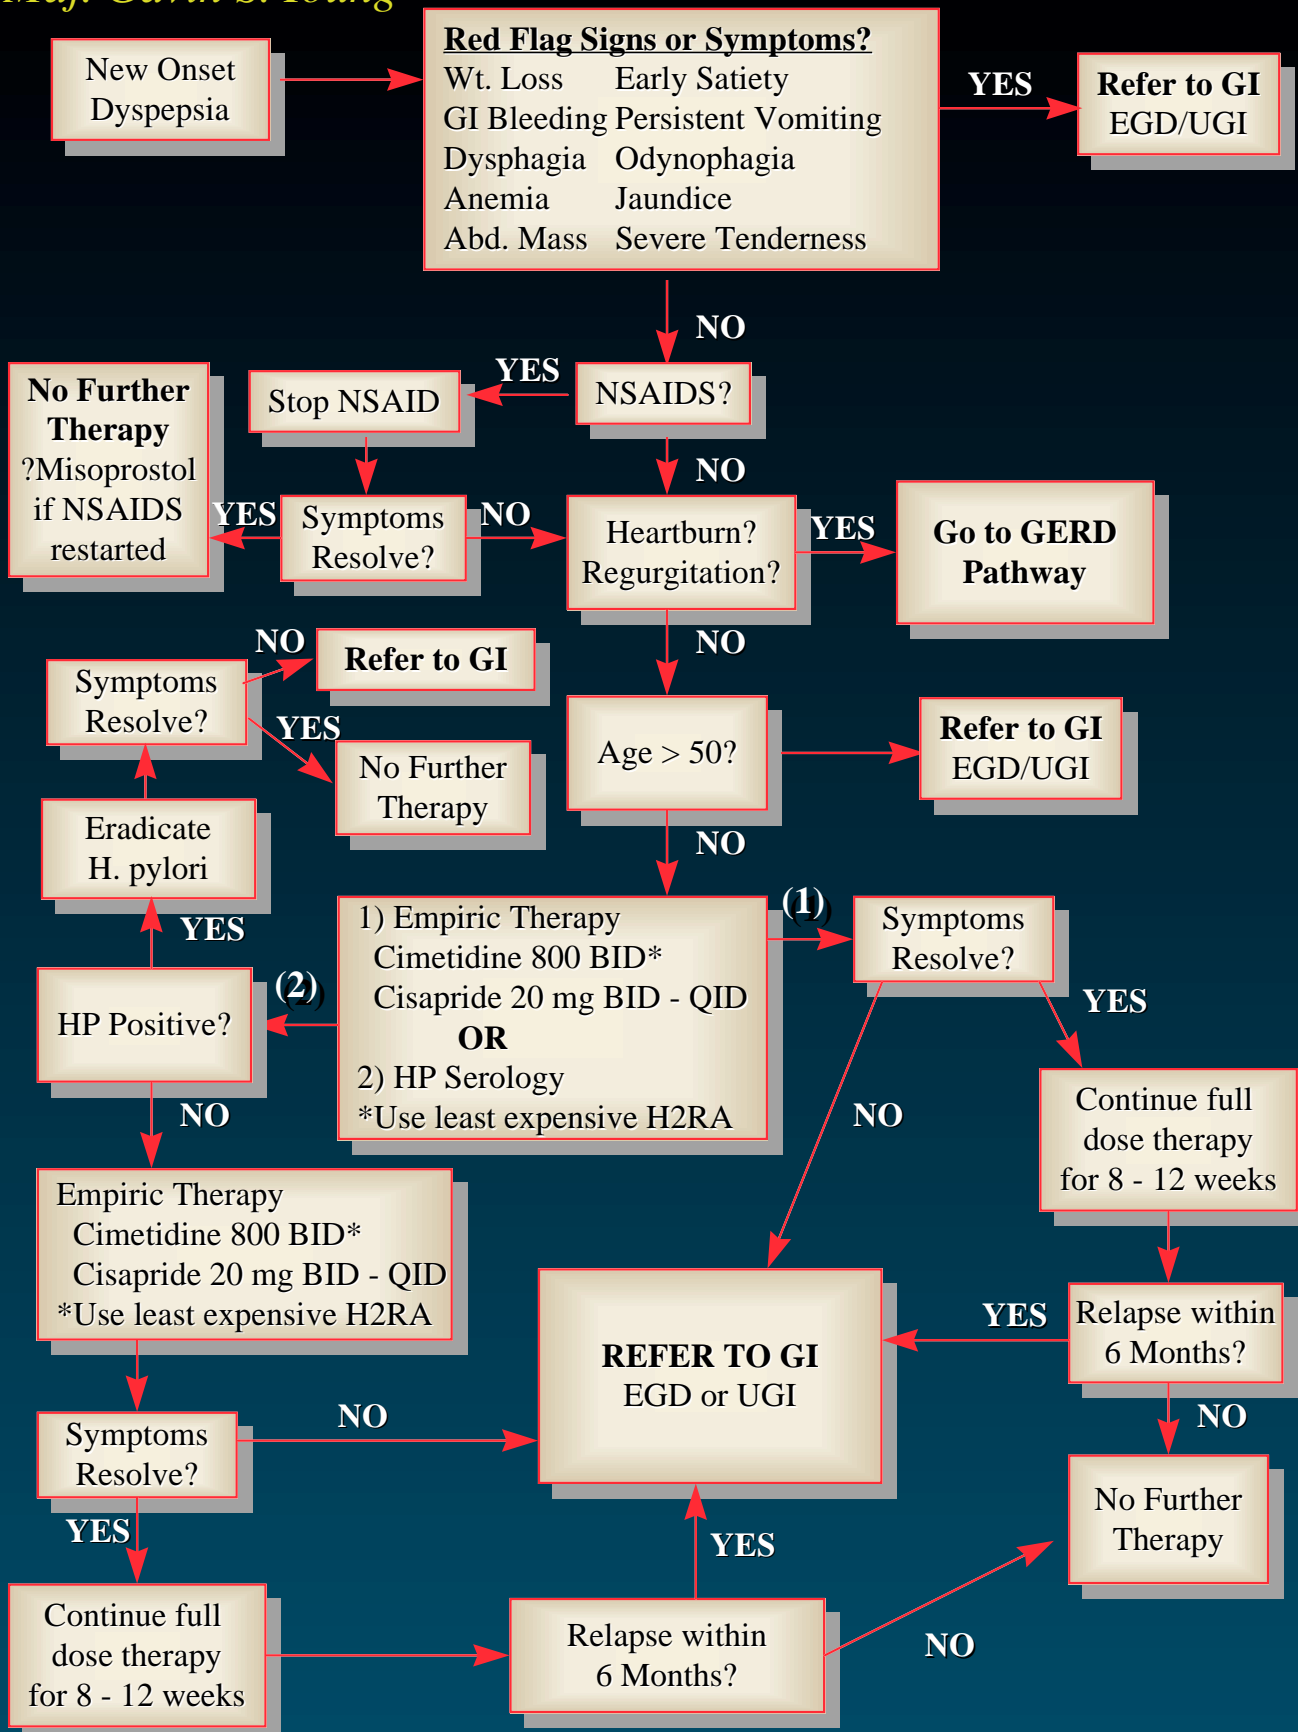 Maj. Gavin S. Young
New Onset
Dyspepsia
Red Flag Signs or Symptoms?
Wt. Loss Early Satiety
GI Bleeding Persistent Vomiting
Dysphagia Odynophagia
Anemia Jaundice
Abd. Mass Severe Tenderness
YES
Refer to GI
EGD/UGI
NO
NSAIDS?
YES
Stop NSAID
No Further
Therapy
?Misoprostol
if NSAIDS
restarted
YES
Symptoms
Resolve?
NO
NO
Heartburn?
Regurgitation?
YES
Go to GERD
Pathway
NO
Symptoms
Resolve?
NO
Refer to GI
YES
No Further
Therapy
Age > 50?
Refer to GI
EGD/UGI
NO
Eradicate
H. pylori
YES
HP Positive?
(2)
1) Empiric Therapy
Cimetidine 800 BID*
Cisapride 20 mg BID - QID
OR
2) HP Serology
*Use least expensive H2RA
(1)
Symptoms
Resolve?
YES
NO
Continue full
dose therapy
for 8 - 12 weeks
NO
Empiric Therapy
Cimetidine 800 BID*
Cisapride 20 mg BID - QID
*Use least expensive H2RA
REFER TO GI
EGD or UGI
YES
Relapse within
6 Months?
NO
Symptoms
Resolve?
NO
No Further
Therapy
YES
Continue full
dose therapy
for 8 - 12 weeks
YES
Relapse within
6 Months?
NO